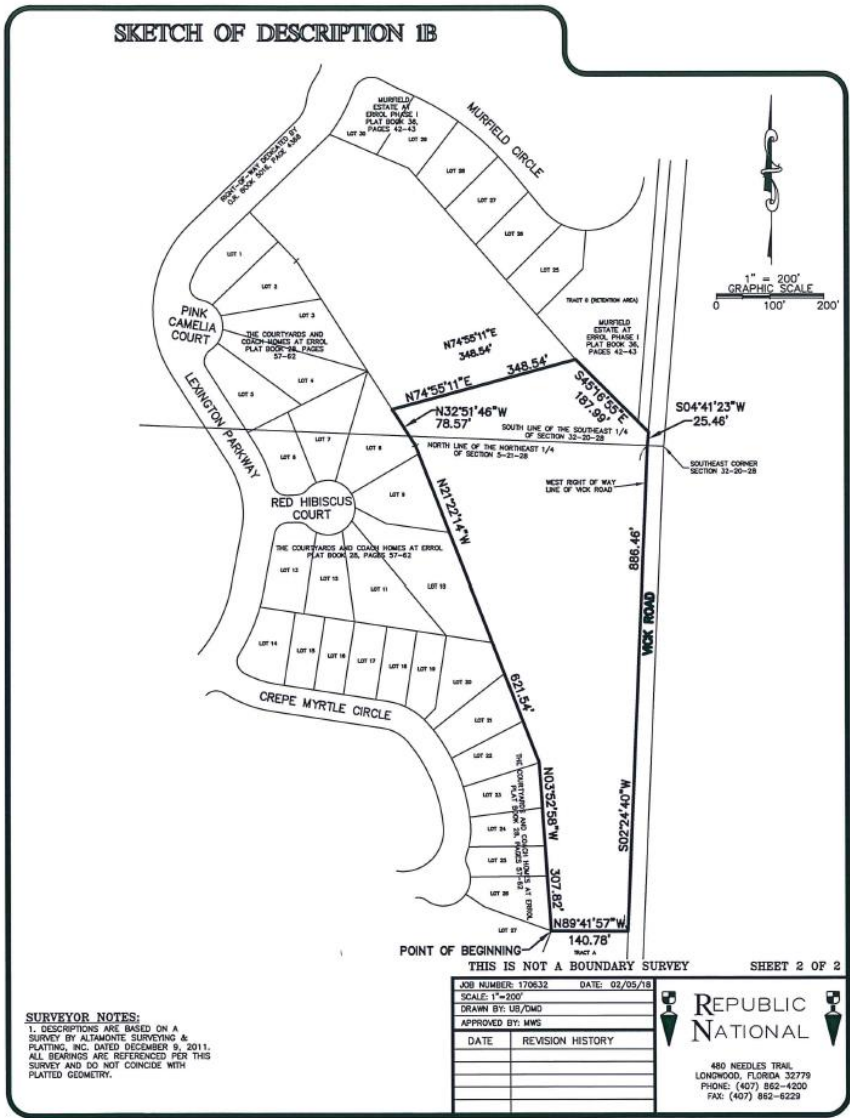 SKETCH OF DESCRIPTION 1B
MURFIELD
ESTATE AT
ERROL PHASE I
PLAT BOOK 36,
PAGES 42-43
LOT 30
LOT 29
MURFIELD CIRCLE
LOT 28
LOT 27
LOT 26
LOT 25
RIGHT-OF-WAY DEDICATED BY
O.R. BOOK 5016, PAGE 4368
1" = 200'
GRAPHIC SCALE
0 100' 200'
TRACT G (RETENTION AREA)
MURFIELD
ESTATE AT
ERROL PHASE I
PLAT BOOK 36,
PAGES 42-43
LOT 1
LOT 2
LOT 3
PINK
CAMELIA
COURT
THE COURTYARDS AND
COACH HOMES AT ERROL
PLAT BOOK 28, PAGES
57-62
LOT 4
LOT 5
LEXINGTON PARKWAY
N74°55'11"E
348.54'
N74°55'11"E
348.54'
S45°16'55"E
187.99'
N32°51'46"W
78.57'
S04°41'23"W
25.46'
SOUTH LINE OF THE SOUTHEAST 1/4
OF SECTION 32-20-28
NORTH LINE OF THE NORTHEAST 1/4
OF SECTION 5-21-28
SOUTHEAST CORNER
SECTION 32-20-28
WEST RIGHT OF WAY
LINE OF VICK ROAD
LOT 6
LOT 7
LOT 8
LOT 9
RED HIBISCUS
COURT
N21°22'14"W
621.54'
886.46'
S02°24'40"W
VICK ROAD
THE COURTYARDS AND COACH HOMES AT ERROL
PLAT BOOK 28, PAGES 57-62
LOT 13
LOT 12
LOT 11
LOT 10
LOT 14
LOT 15
LOT 16
LOT 17
LOT 18
LOT 19
LOT 20
LOT 21
LOT 22
LOT 23
LOT 24
LOT 25
LOT 26
LOT 27
CREPE MYRTLE CIRCLE
THE COURTYARDS AND COACH HOMES AT ERROL
PLAT BOOK 28, PAGES 57-62
N03°52'58"W
307.82'
N89°41'57"W
140.78'
TRACT A
POINT OF BEGINNING
THIS IS NOT A BOUNDARY SURVEY
SHEET 2 OF 2
SURVEYOR NOTES:
1. DESCRIPTIONS ARE BASED ON A
SURVEY BY ALTAMONTE SURVEYING &
PLATTING, INC. DATED DECEMBER 9, 2011.
ALL BEARINGS ARE REFERENCED PER THIS
SURVEY AND DO NOT COINCIDE WITH
PLATTED GEOMETRY.
JOB NUMBER: 170632 DATE: 02/05/18
SCALE: 1"=200'
DRAWN BY: UB/DMD
APPROVED BY: MWS
DATE REVISION HISTORY
REPUBLIC
NATIONAL
480 NEEDLES TRAIL
LONGWOOD, FLORIDA 32779
PHONE: (407) 862-4200
FAX: (407) 862-6229